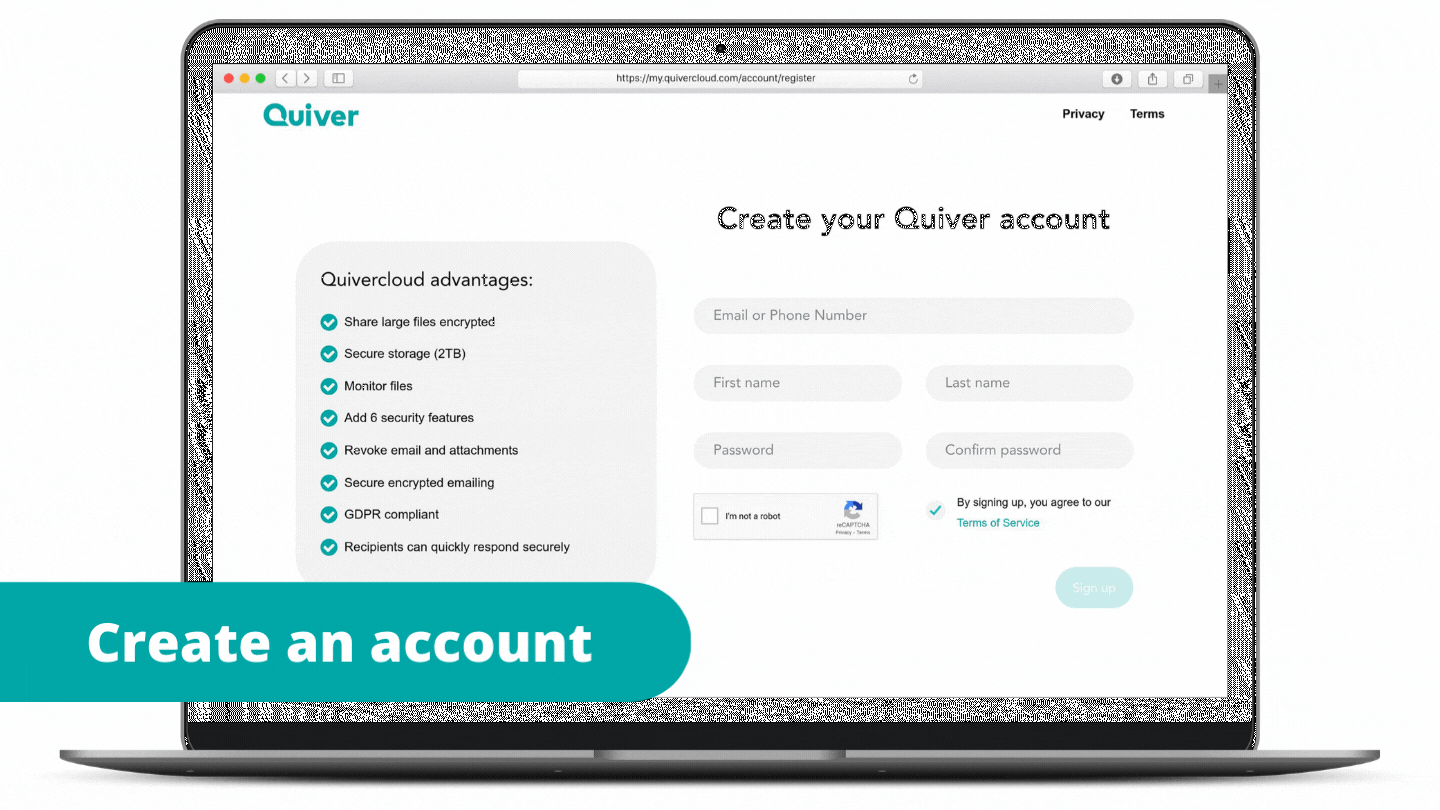 https://my.quivercloud.com/account/register
Quiver
Privacy Terms
Create your Quiver account
Quivercloud advantages:
Share large files encrypted
Secure storage (2TB)
Monitor files
Add 6 security features
Revoke email and attachments
Secure encrypted emailing
GDPR compliant
Recipients can quickly respond securely
Email or Phone Number
First name Last name
Password Confirm password
I'm not a robot
reCAPTCHA
Privacy - Terms
By signing up, you agree to our
Terms of Service
Sign up
Create an account